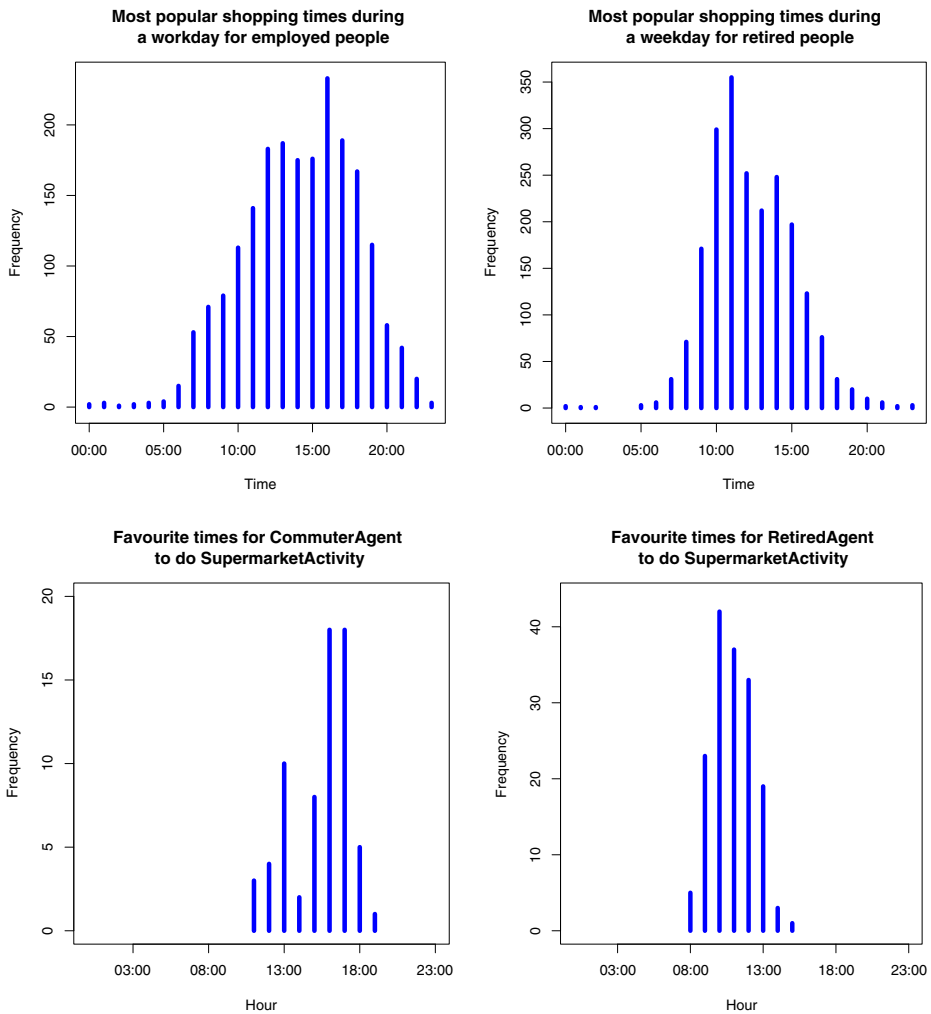 Most popular shopping times during
a workday for employed people
Frequency
0
50
100
150
200
00:00 05:00 10:00 15:00 20:00
Time
Most popular shopping times during
a weekday for retired people
Frequency
0
50
100
150
200
250
300
350
00:00 05:00 10:00 15:00 20:00
Time
Favourite times for CommuterAgent
to do SupermarketActivity
Frequency
0
5
10
15
20
03:00 08:00 13:00 18:00 23:00
Hour
Favourite times for RetiredAgent
to do SupermarketActivity
Frequency
0
10
20
30
40
03:00 08:00 13:00 18:00 23:00
Hour